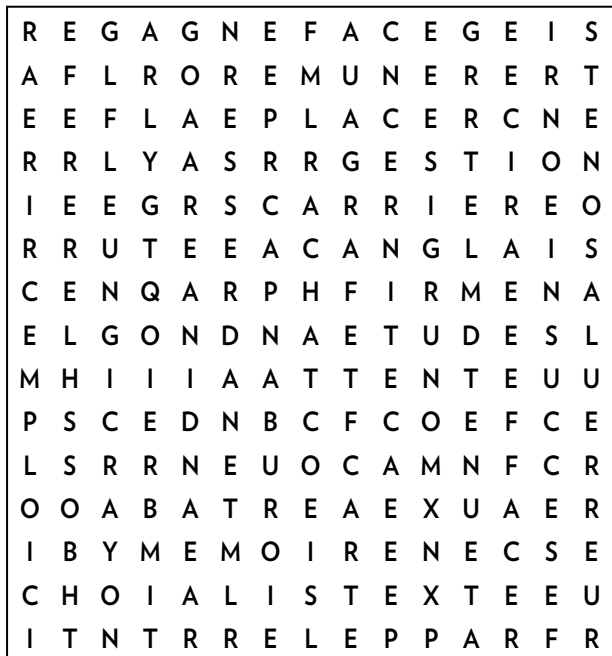 R E G A G N E F A C E G E I S
A F L R O R E M U N E R E R T
E E F L A E P L A C E R C N E
R R L Y A S R R G E S T I O N
I E E G R S C A R R I E R E O
R R U T E E A C A N G L A I S
C E N Q A R P H F I R M E N A
E L G O N D N A E T U D E S L
M H I I I A A T T E N T E U U
P S C E D N B C F C O E F C E
L S R R N E U O C A M N F C R
O O A B A T R E A E X U A E R
I B Y M E M O I R E N E C S E
C H O I A L I S T E X T E E U
I T N T R R E L E P P A R F R